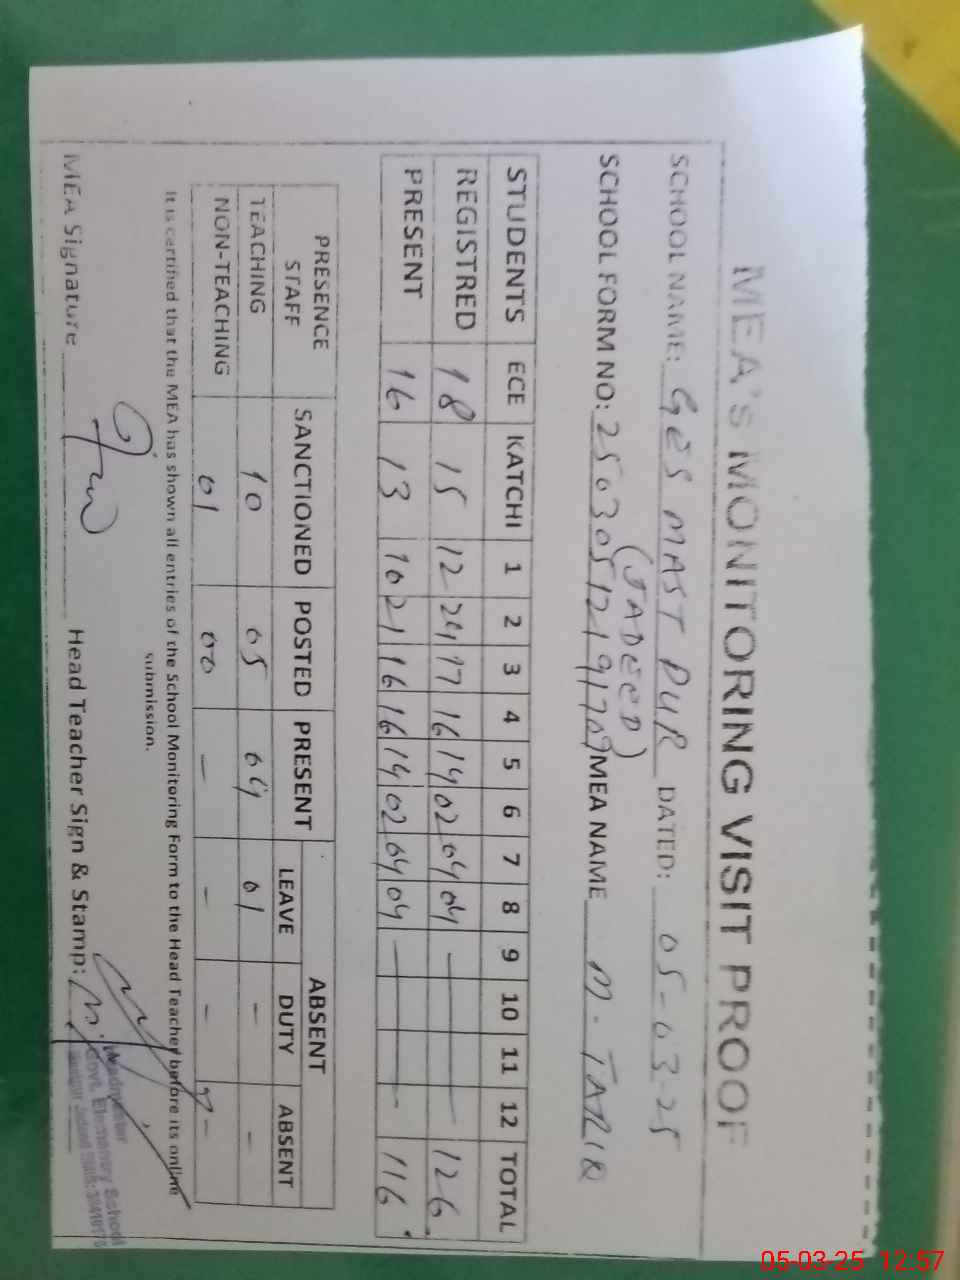 MEA's MONITORING VISIT PROOF
SCHOOL NAME: GES MAST PUR DATED: 05-03-25
(JADEED)
SCHOOL FORM NO: MEA NAME M. TARIQ
STUDENTS ECE KATCHI 1 2 3 4 5 6 7 8 9 10 11 12 TOTAL
REGISTRED 18 15 12 24 17 16 14 02 04 04 — 126
PRESENT 16 13 10 21 16 16 14 02 04 04 — 116
PRESENCE STAFF SANCTIONED POSTED PRESENT ABSENT
LEAVE DUTY ABSENT
TEACHING 10 05 04 01 - -
NON-TEACHING 01 00 - - - -
It is certified that the MEA has shown all entries of the School Monitoring Form to the Head Teacher before its online
submission.
MEA Signature Head Teacher Sign & Stamp:
Headmaster
Govt. Elementary School
05-03-25 12:57